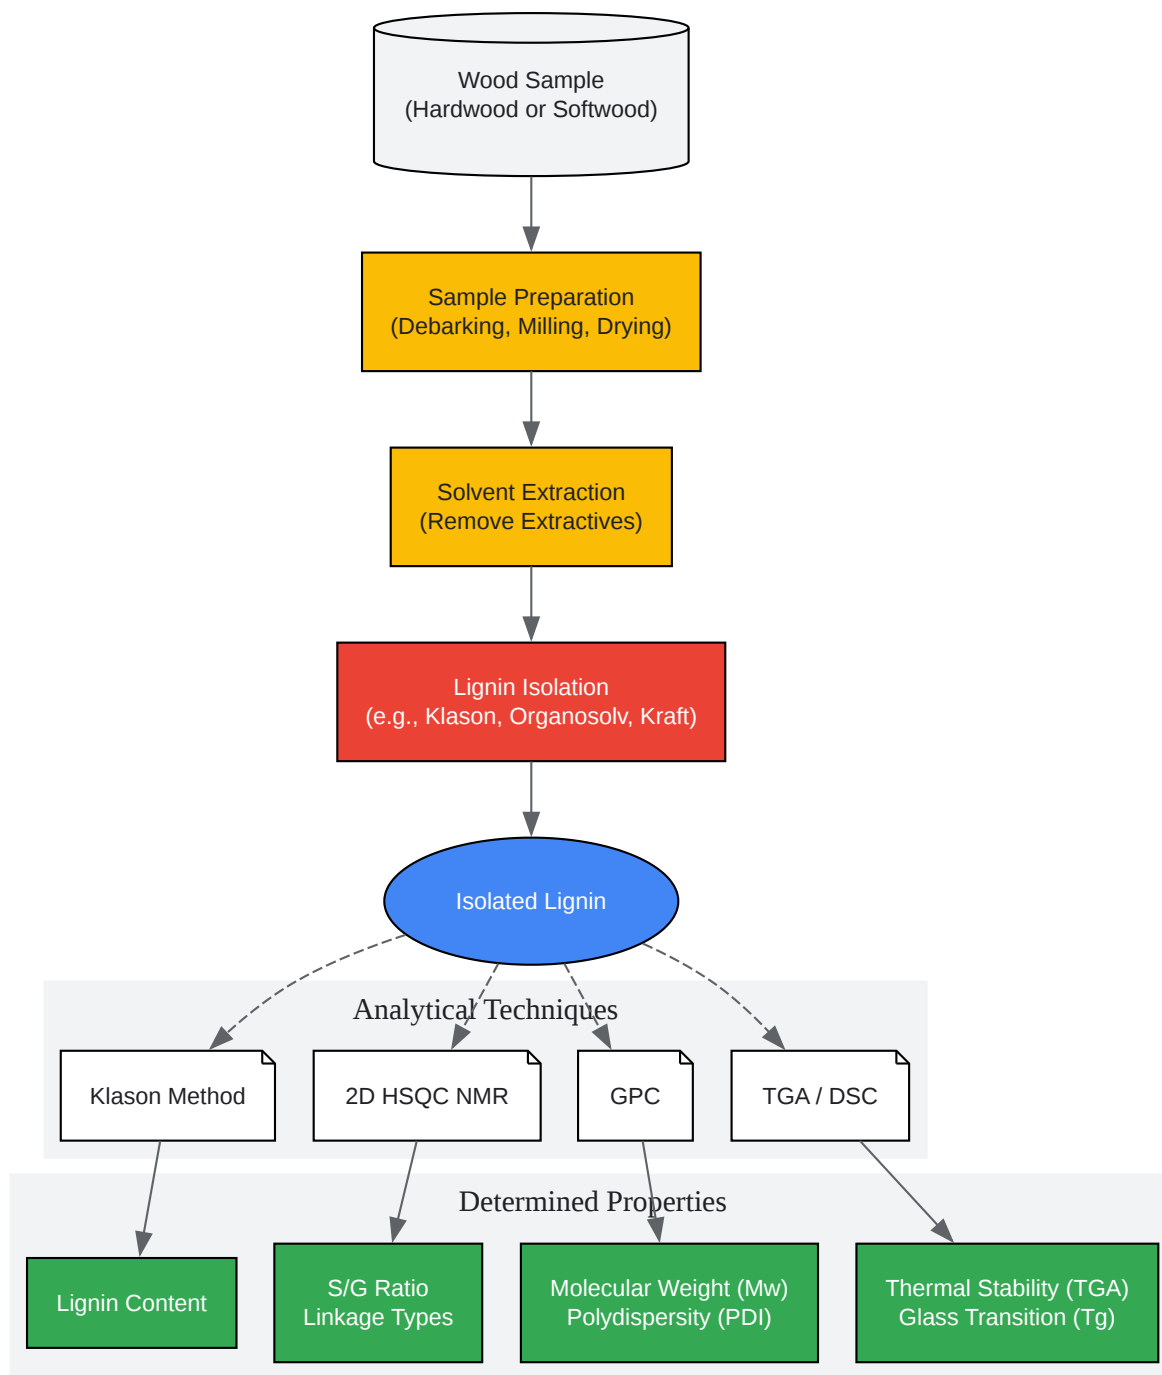 Wood Sample
(Hardwood or Softwood)
Sample Preparation
(Debarking, Milling, Drying)
Solvent Extraction
(Remove Extractives)
Lignin Isolation
(e.g., Klason, Organosolv, Kraft)
Isolated Lignin
Analytical Techniques
Klason Method
2D HSQC NMR
GPC
TGA / DSC
Determined Properties
Lignin Content
S/G Ratio
Linkage Types
Molecular Weight (Mw)
Polydispersity (PDI)
Thermal Stability (TGA)
Glass Transition (Tg)